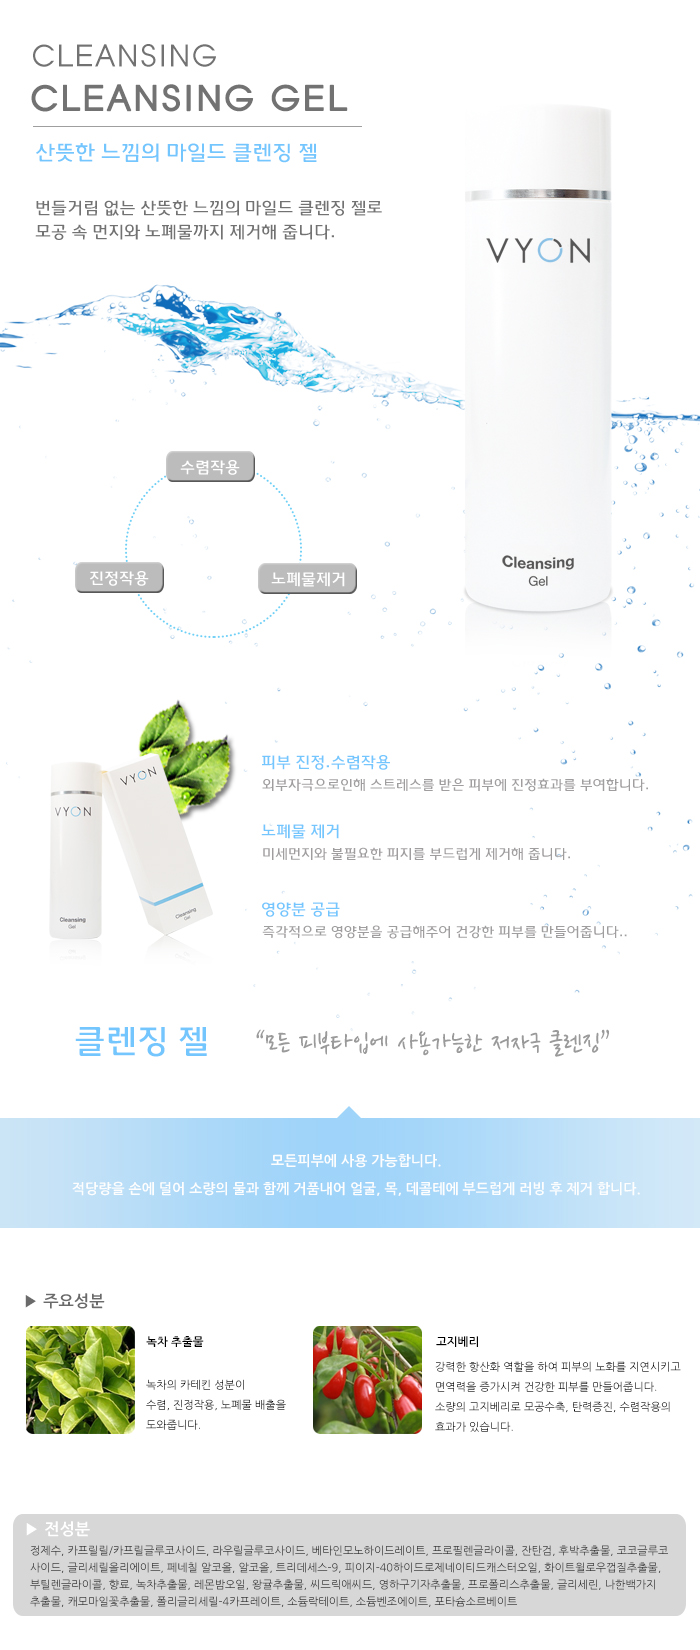 CLEANSING
CLEANSING GEL
산뜻한 느낌의 마일드 클렌징 젤
번들거림 없는 산뜻한 느낌의 마일드 클렌징 젤로
모공 속 먼지와 노폐물까지 제거해 줍니다.
VYON
수렴작용
진정작용
노폐물제거
Cleansing
Gel
VYON
VYON
Cleansing
Gel
Cleansing
Gel
피부 진정.수렴작용
외부자극으로인해 스트레스를 받은 피부에 진정효과를 부여합니다.
노폐물 제거
미세먼지와 불필요한 피지를 부드럽게 제거해 줍니다.
영양분 공급
즉각적으로 영양분을 공급해주어 건강한 피부를 만들어줍니다..
클렌징 젤
“모든 피부타입에 사용가능한 저자극 클렌징”
모든피부에 사용 가능합니다.
적당량을 손에 덜어 소량의 물과 함께 거품내어 얼굴, 목, 데콜테에 부드럽게 러빙 후 제거 합니다.
▶ 주요성분
녹차 추출물
녹차의 카테킨 성분이
수렴, 진정작용, 노폐물 배출을
도와줍니다.
고지베리
강력한 항산화 역할을 하여 피부의 노화를 지연시키고
면역력을 증가시켜 건강한 피부를 만들어줍니다.
소량의 고지베리로 모공수축, 탄력증진, 수렴작용의
효과가 있습니다.
▶ 전성분
정제수, 카프릴릴/카프릴글루코사이드, 라우릴글루코사이드, 베타인모노하이드레이트, 프로필렌글라이콜, 잔탄검, 후박추출물, 코코글루코
사이드, 글리세릴올리에이트, 페네칠 알코올, 알코올, 트리데세스-9, 피이지-40하이드로제네이티드캐스터오일, 화이트윌로우껍질추출물,
부틸렌글라이콜, 향료, 녹차추출물, 레몬밤오일, 왕귤추출물, 씨드릭애씨드, 영하구기자추출물, 프로폴리스추출물, 글리세린, 나한백가지
추출물, 캐모마일꽃추출물, 폴리글리세릴-4카프레이트, 소듐락테이트, 소듐벤조에이트, 포타슘소르베이트